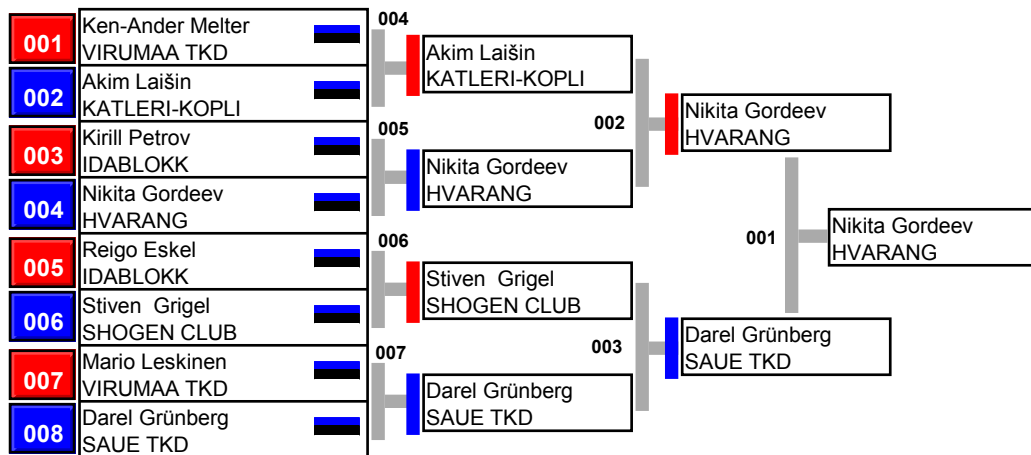 001
Ken-Ander Melter
VIRUMAA TKD
002
Akim Laišin
KATLERI-KOPLI
003
Kirill Petrov
IDABLOKK
004
Nikita Gordeev
HVARANG
005
Reigo Eskel
IDABLOKK
006
Stiven  Grigel
SHOGEN CLUB
007
Mario Leskinen
VIRUMAA TKD
008
Darel Grünberg
SAUE TKD
004
Akim Laišin
KATLERI-KOPLI
005
Nikita Gordeev
HVARANG
006
Stiven  Grigel
SHOGEN CLUB
007
Darel Grünberg
SAUE TKD
002
Nikita Gordeev
HVARANG
003
Darel Grünberg
SAUE TKD
001
Nikita Gordeev
HVARANG